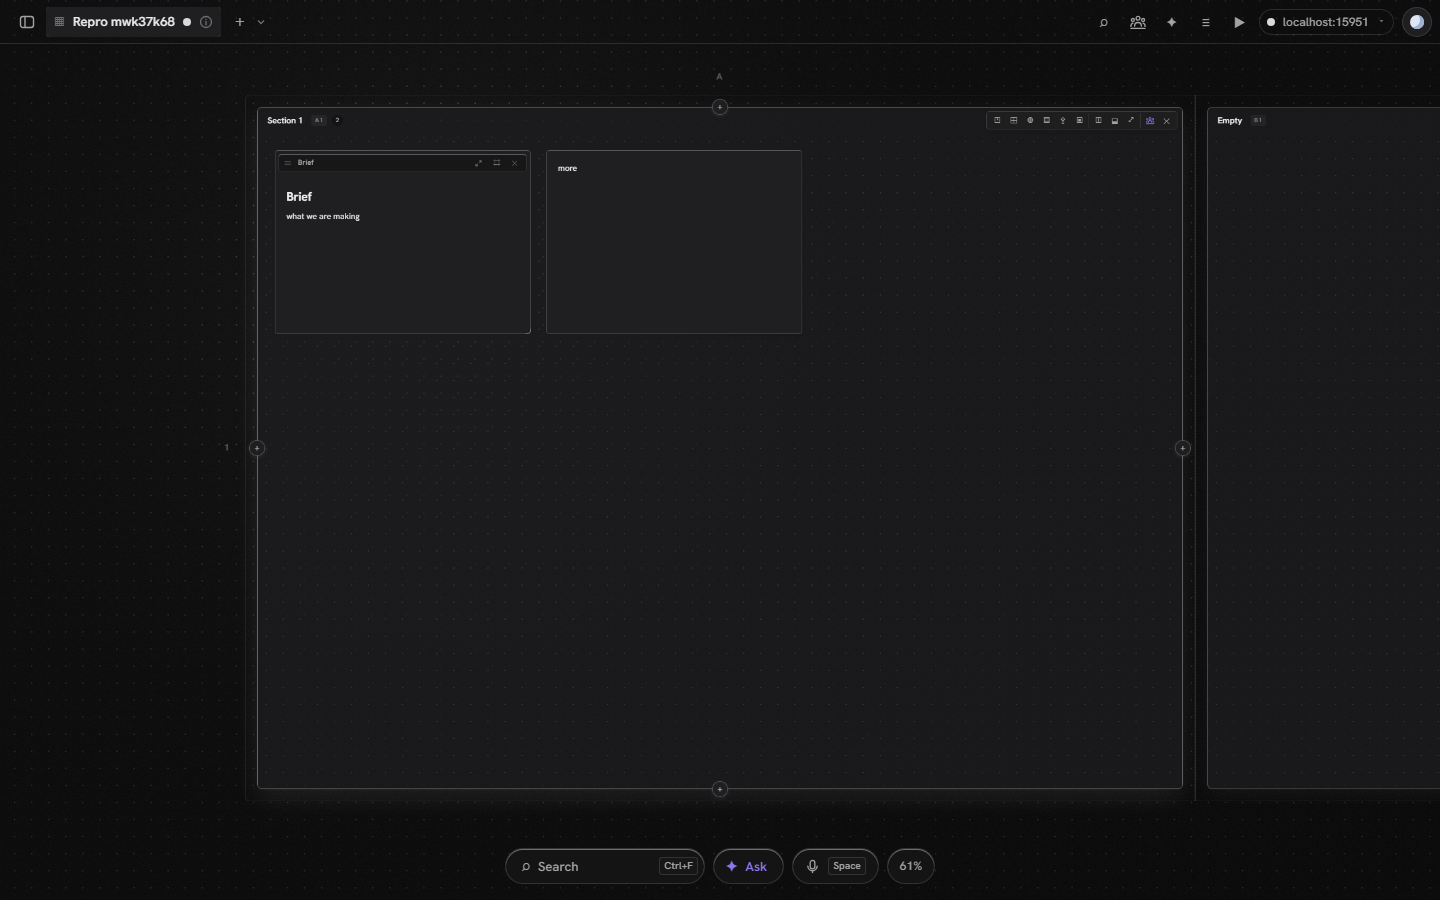 Repro mwk37k68
localhost:15951
A
Section 1 A1 2
Empty B1
Brief
Brief
what we are making
more
1
Search Ctrl+F
Ask
Space
61%